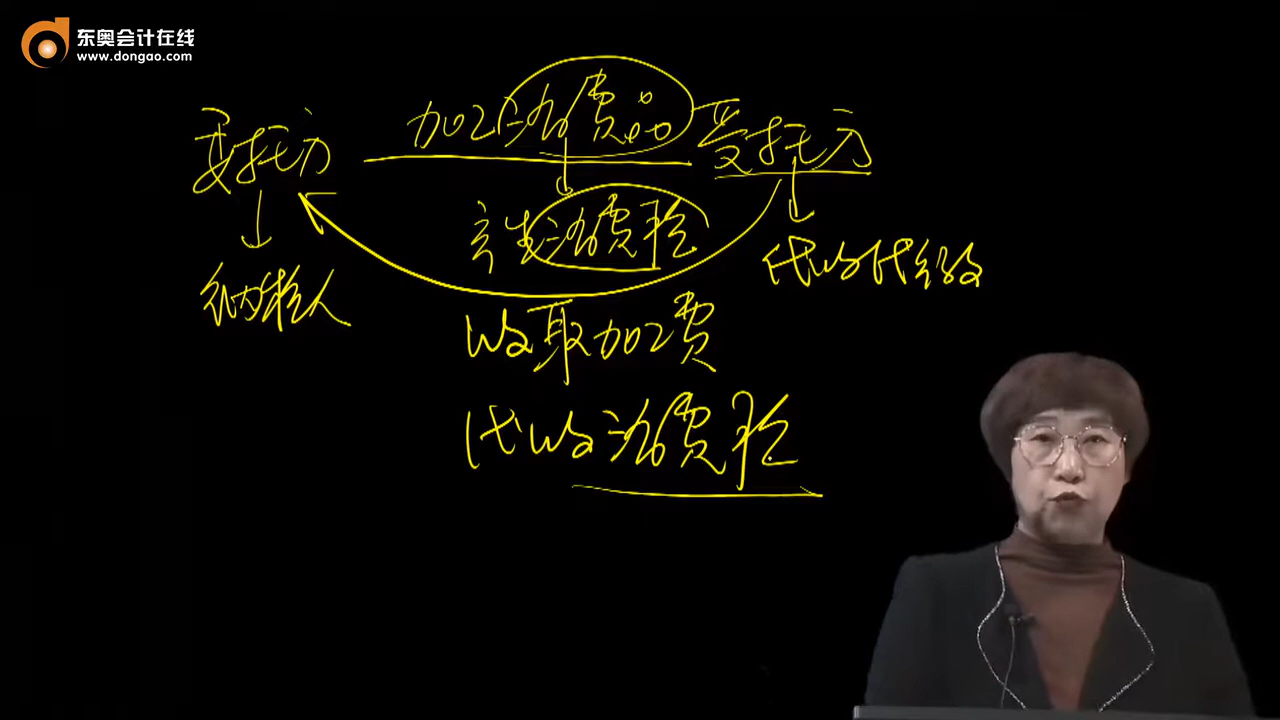 东奥会计在线
www.dongao.com
委托方 加工消费品 受托方
产生消费税 代收代缴
纳税人
收取加工费
代收消费税